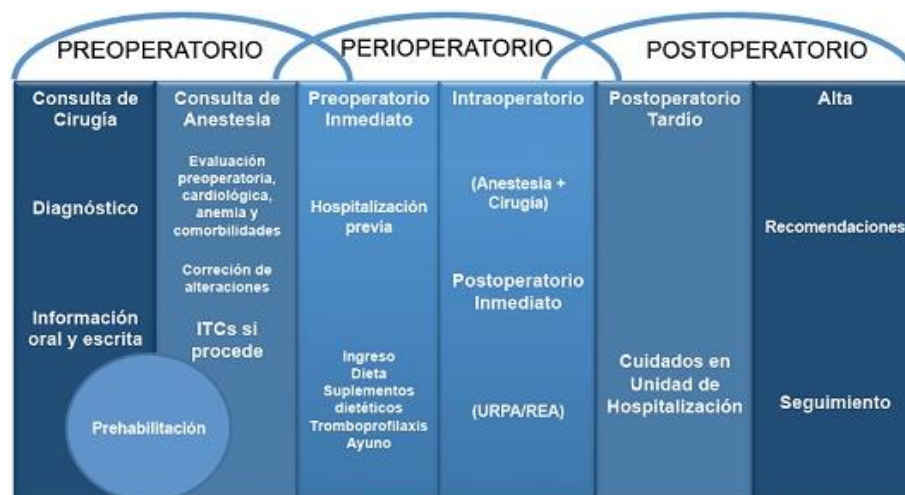 PREOPERATORIO
PERIOPERATORIO
POSTOPERATORIO
Consulta de
Cirugía
Diagnóstico
Información
oral y escrita
Prehabilitación
Consulta de
Anestesia
Evaluación
preoperatoria,
cardiológica,
anemia y
comorbilidades
Correción de
alteraciones
ITCs si
procede
Preoperatorio
Inmediato
Hospitalización
previa
Ingreso
Dieta
Suplementos
dietéticos
Tromboprofilaxis
Ayuno
Intraoperatorio
(Anestesia +
Cirugía)
Postoperatorio
Inmediato
(URPA/REA)
Postoperatorio
Tardío
Cuidados en
Unidad de
Hospitalización
Alta
Recomendaciones
Seguimiento